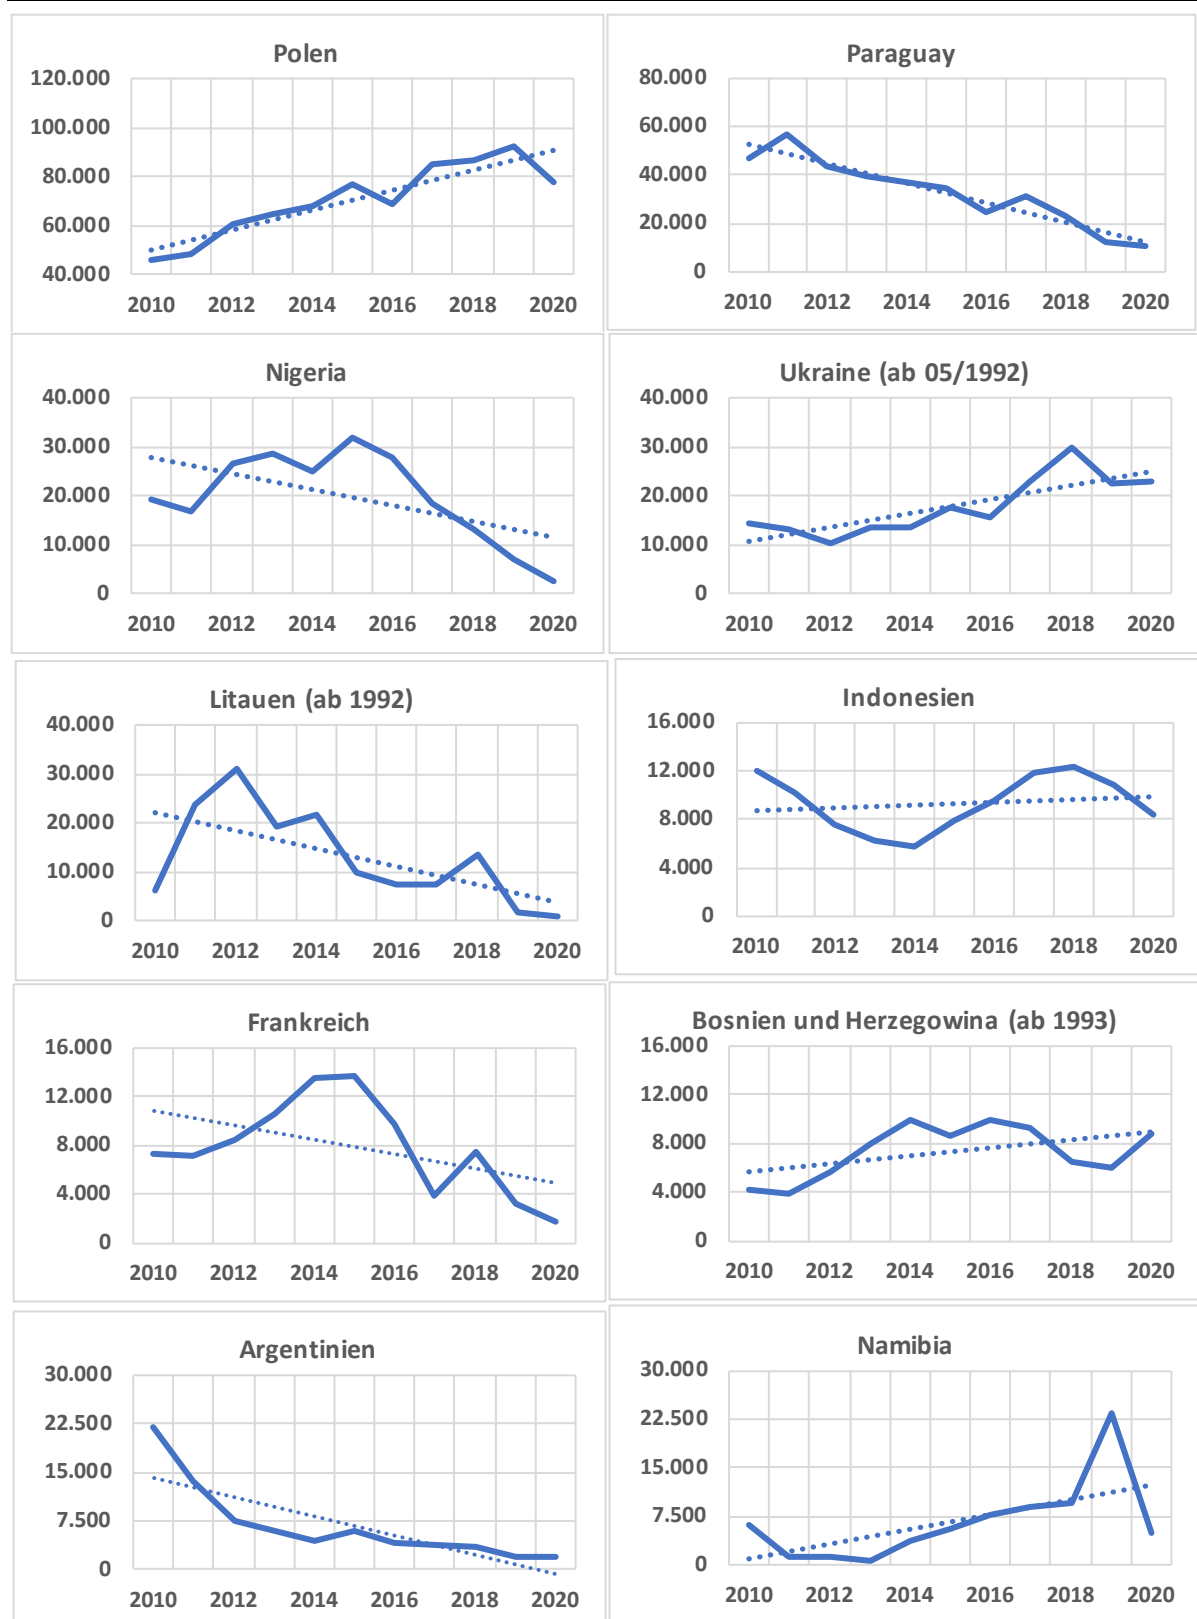 Polen
120.000
100.000
80.000
60.000
40.000
2010 2012 2014 2016 2018 2020
Paraguay
80.000
60.000
40.000
20.000
0
2010 2012 2014 2016 2018 2020
Nigeria
40.000
30.000
20.000
10.000
0
2010 2012 2014 2016 2018 2020
Ukraine (ab 05/1992)
40.000
30.000
20.000
10.000
0
2010 2012 2014 2016 2018 2020
Litauen (ab 1992)
40.000
30.000
20.000
10.000
0
2010 2012 2014 2016 2018 2020
Indonesien
16.000
12.000
8.000
4.000
0
2010 2012 2014 2016 2018 2020
Frankreich
16.000
12.000
8.000
4.000
0
2010 2012 2014 2016 2018 2020
Bosnien und Herzegowina (ab 1993)
16.000
12.000
8.000
4.000
0
2010 2012 2014 2016 2018 2020
Argentinien
30.000
22.500
15.000
7.500
0
2010 2012 2014 2016 2018 2020
Namibia
30.000
22.500
15.000
7.500
0
2010 2012 2014 2016 2018 2020